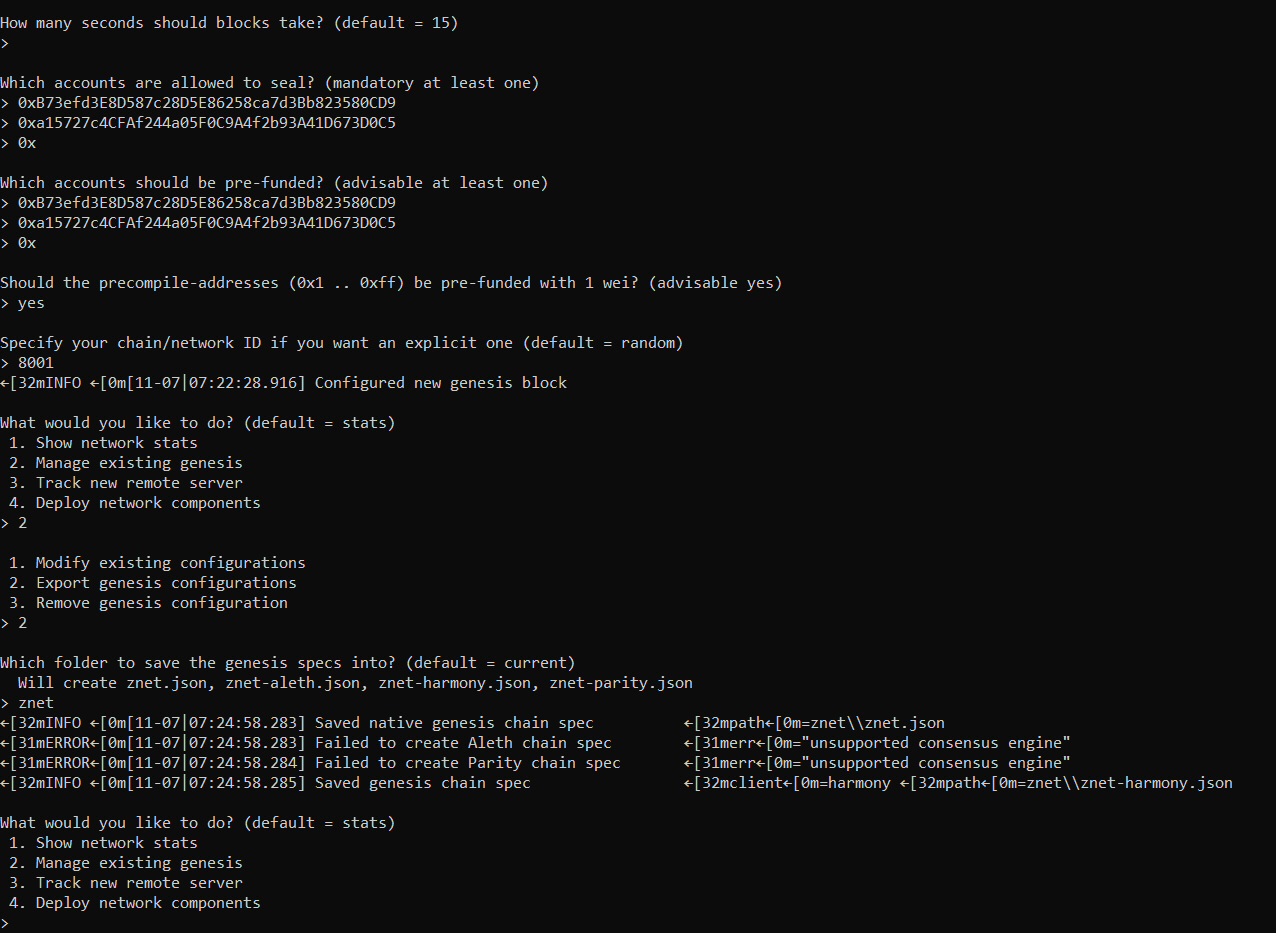 How many seconds should blocks take? (default = 15)
>
Which accounts are allowed to seal? (mandatory at least one)
> 0xB73efd3E8D587c28D5E86258ca7d3Bb823580CD9
> 0xa15727c4CFAf244a05F0C9A4f2b93A41D673D0C5
> 0x
Which accounts should be pre-funded? (advisable at least one)
> 0xB73efd3E8D587c28D5E86258ca7d3Bb823580CD9
> 0xa15727c4CFAf244a05F0C9A4f2b93A41D673D0C5
> 0x
Should the precompile-addresses (0x1 .. 0xff) be pre-funded with 1 wei? (advisable yes)
> yes
Specify your chain/network ID if you want an explicit one (default = random)
> 8001
←[32mINFO ←[0m[11-07|07:22:28.916] Configured new genesis block
What would you like to do? (default = stats)
1. Show network stats
2. Manage existing genesis
3. Track new remote server
4. Deploy network components
> 2
1. Modify existing configurations
2. Export genesis configurations
3. Remove genesis configuration
> 2
Which folder to save the genesis specs into? (default = current)
Will create znet.json, znet-aleth.json, znet-harmony.json, znet-parity.json
> znet
←[32mINFO ←[0m[11-07|07:24:58.283] Saved native genesis chain spec ←[32mpath←[0m=znet\\znet.json
←[31mERROR←[0m[11-07|07:24:58.283] Failed to create Aleth chain spec ←[31merr←[0m="unsupported consensus engine"
←[31mERROR←[0m[11-07|07:24:58.284] Failed to create Parity chain spec ←[31merr←[0m="unsupported consensus engine"
←[32mINFO ←[0m[11-07|07:24:58.285] Saved genesis chain spec ←[32mclient←[0m=harmony ←[32mpath←[0m=znet\\znet-harmony.json
What would you like to do? (default = stats)
1. Show network stats
2. Manage existing genesis
3. Track new remote server
4. Deploy network components
>